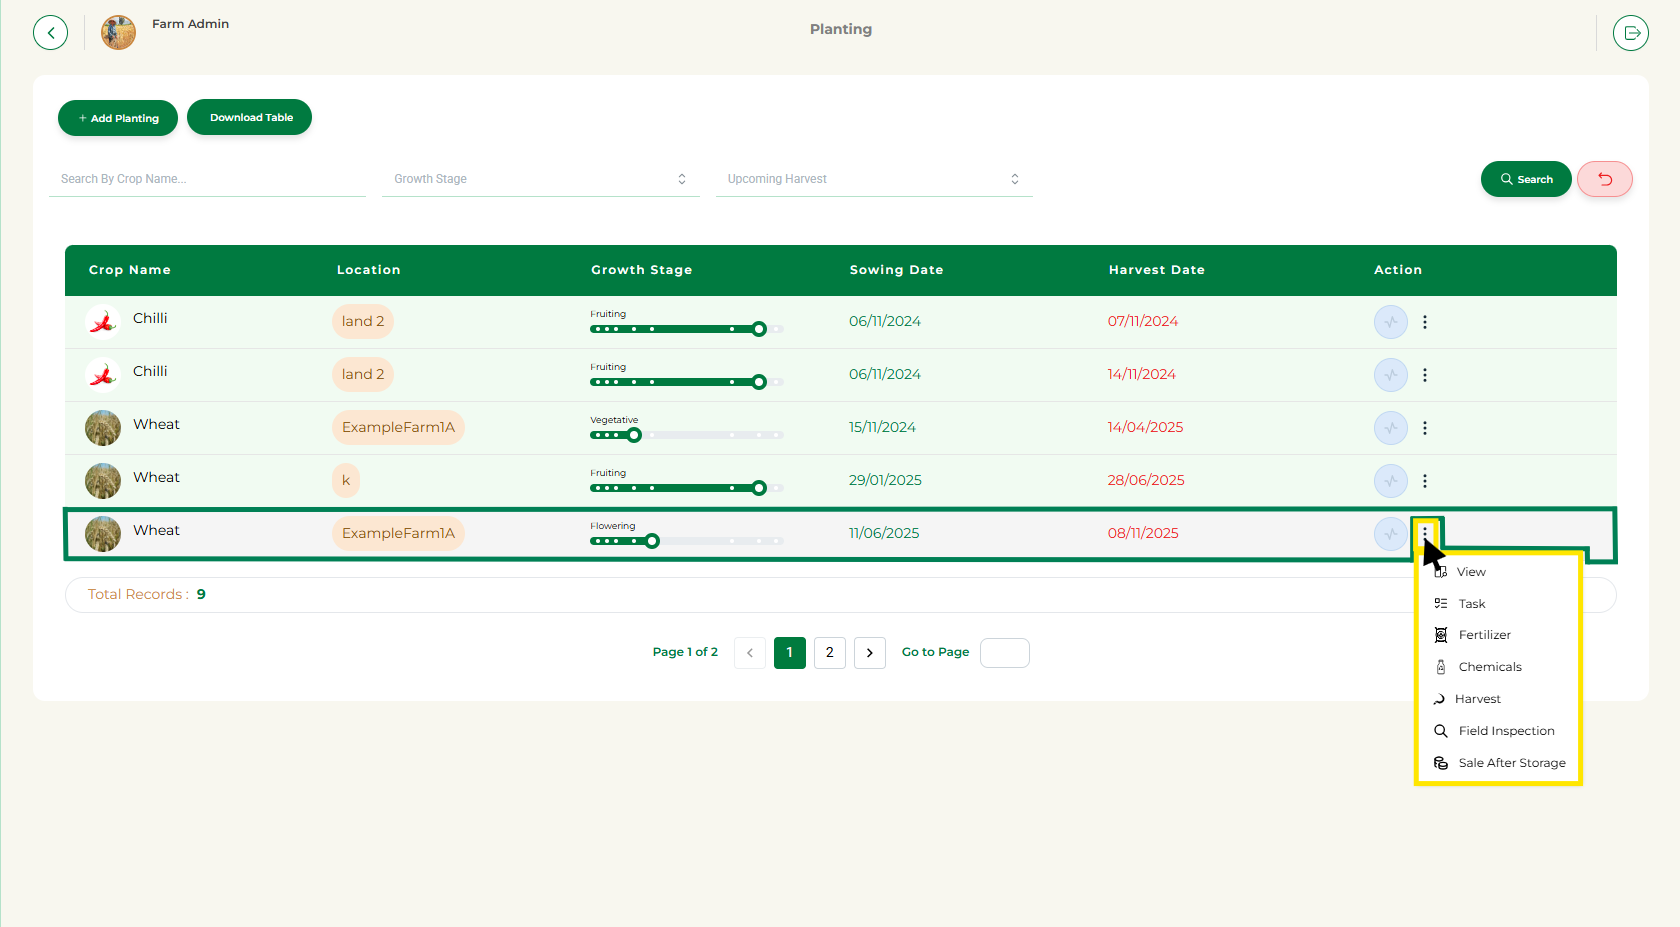 Farm Admin
Planting
+ Add Planting
Download Table
Search By Crop Name...
Growth Stage
Upcoming Harvest
Search
Crop Name Location Growth Stage Sowing Date Harvest Date Action
Chilli land 2 Fruiting 06/11/2024 07/11/2024
Chilli land 2 Fruiting 06/11/2024 14/11/2024
Wheat ExampleFarm1A Vegetative 15/11/2024 14/04/2025
Wheat k Fruiting 29/01/2025 28/06/2025
Wheat ExampleFarm1A Flowering 11/06/2025 08/11/2025
View
Task
Fertilizer
Chemicals
Harvest
Field Inspection
Sale After Storage
Total Records : 9
Page 1 of 2 < 1 2 > Go to Page